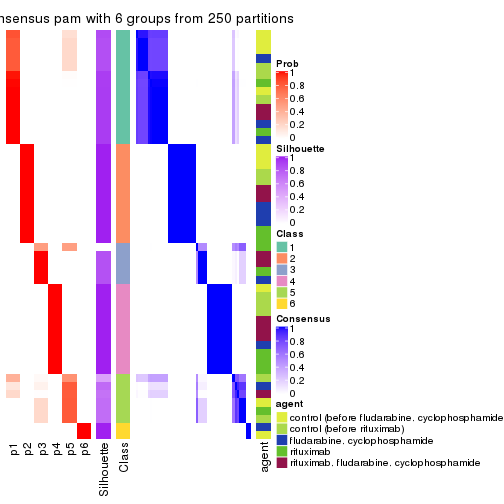 nsensus pam with 6 groups from 250 partitions
Prob
1
0.8
0.6
0.4
0.2
0
Silhouette
1
0.8
0.6
0.4
0.2
0
Class
1
2
3
4
5
6
Consensus
1
0.8
0.6
0.4
0.2
0
agent
control (before fludarabine. cyclophosphamide
control (before riluximab)
fludarabine. cyclophosphamide
riluximab
rituximab. fludarabine. cyclophosphamide
p1
p2
p3
p4
p5
p6
Silhouette
Class
agent